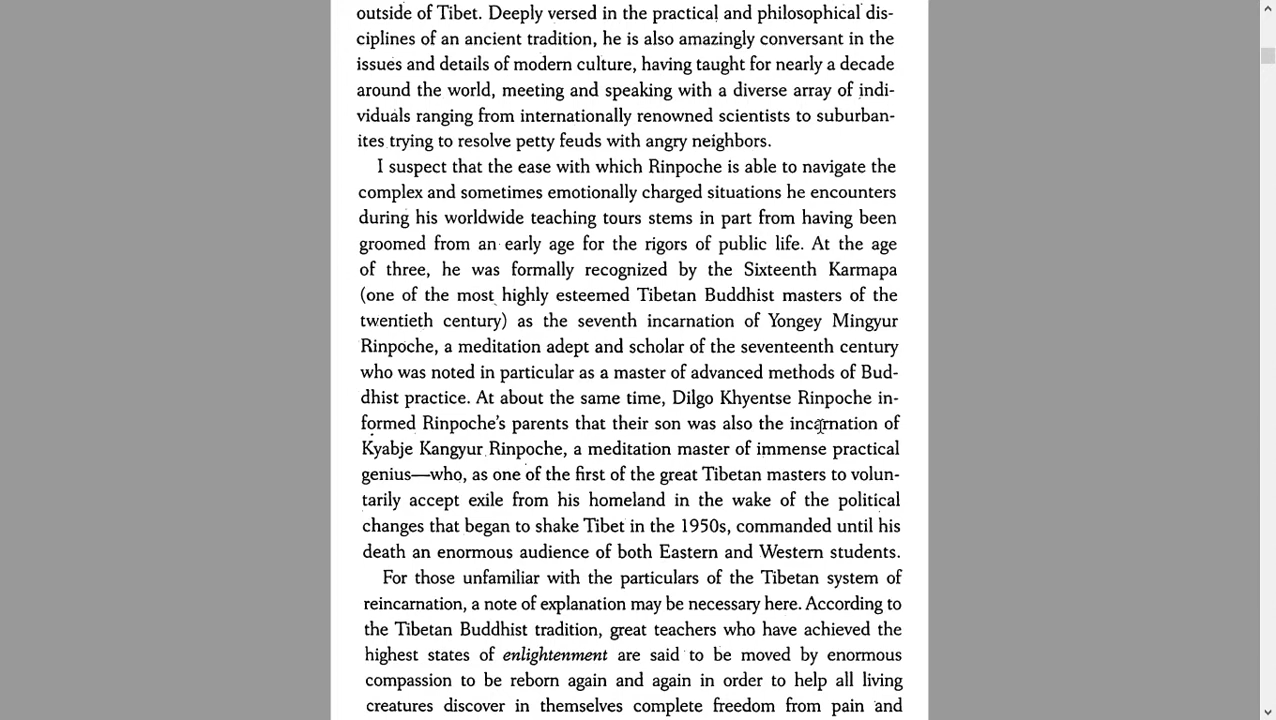 outside of Tibet. Deeply versed in the practical and philosophical dis-
ciplines of an ancient tradition, he is also amazingly conversant in the
issues and details of modern culture, having taught for nearly a decade
around the world, meeting and speaking with a diverse array of indi-
viduals ranging from internationally renowned scientists to suburban-
ites trying to resolve petty feuds with angry neighbors.
I suspect that the ease with which Rinpoche is able to navigate the
complex and sometimes emotionally charged situations he encounters
during his worldwide teaching tours stems in part from having been
groomed from an early age for the rigors of public life. At the age
of three, he was formally recognized by the Sixteenth Karmapa
(one of the most highly esteemed Tibetan Buddhist masters of the
twentieth century) as the seventh incarnation of Yongey Mingyur
Rinpoche, a meditation adept and scholar of the seventeenth century
who was noted in particular as a master of advanced methods of Bud-
dhist practice. At about the same time, Dilgo Khyentse Rinpoche in-
formed Rinpoche's parents that their son was also the incarnation of
Kyabje Kangyur Rinpoche, a meditation master of immense practical
genius—who, as one of the first of the great Tibetan masters to volun-
tarily accept exile from his homeland in the wake of the political
changes that began to shake Tibet in the 1950s, commanded until his
death an enormous audience of both Eastern and Western students.
For those unfamiliar with the particulars of the Tibetan system of
reincarnation, a note of explanation may be necessary here. According to
the Tibetan Buddhist tradition, great teachers who have achieved the
highest states of enlightenment are said to be moved by enormous
compassion to be reborn again and again in order to help all living
creatures discover in themselves complete freedom from pain and